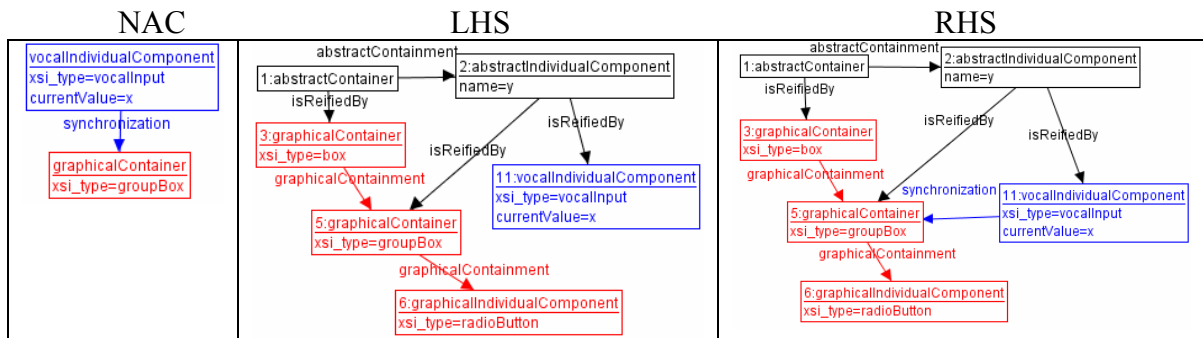 NAC
LHS
RHS
vocalIndividualComponent
xsi_type=vocalInput
currentValue=x
synchronization
graphicalContainer
xsi_type=groupBox
abstractContainment
1:abstractContainer
2:abstractIndividualComponent
name=y
isReifiedBy
3:graphicalContainer
xsi_type=box
isReifiedBy
isReifiedBy
graphicalContainment
11:vocalIndividualComponent
xsi_type=vocalInput
currentValue=x
5:graphicalContainer
xsi_type=groupBox
graphicalContainment
6:graphicalIndividualComponent
xsi_type=radioButton
abstractContainment
1:abstractContainer
2:abstractIndividualComponent
name=y
isReifiedBy
3:graphicalContainer
xsi_type=box
isReifiedBy
isReifiedBy
graphicalContainment
synchronization
11:vocalIndividualComponent
xsi_type=vocalInput
currentValue=x
5:graphicalContainer
xsi_type=groupBox
graphicalContainment
6:graphicalIndividualComponent
xsi_type=radioButton